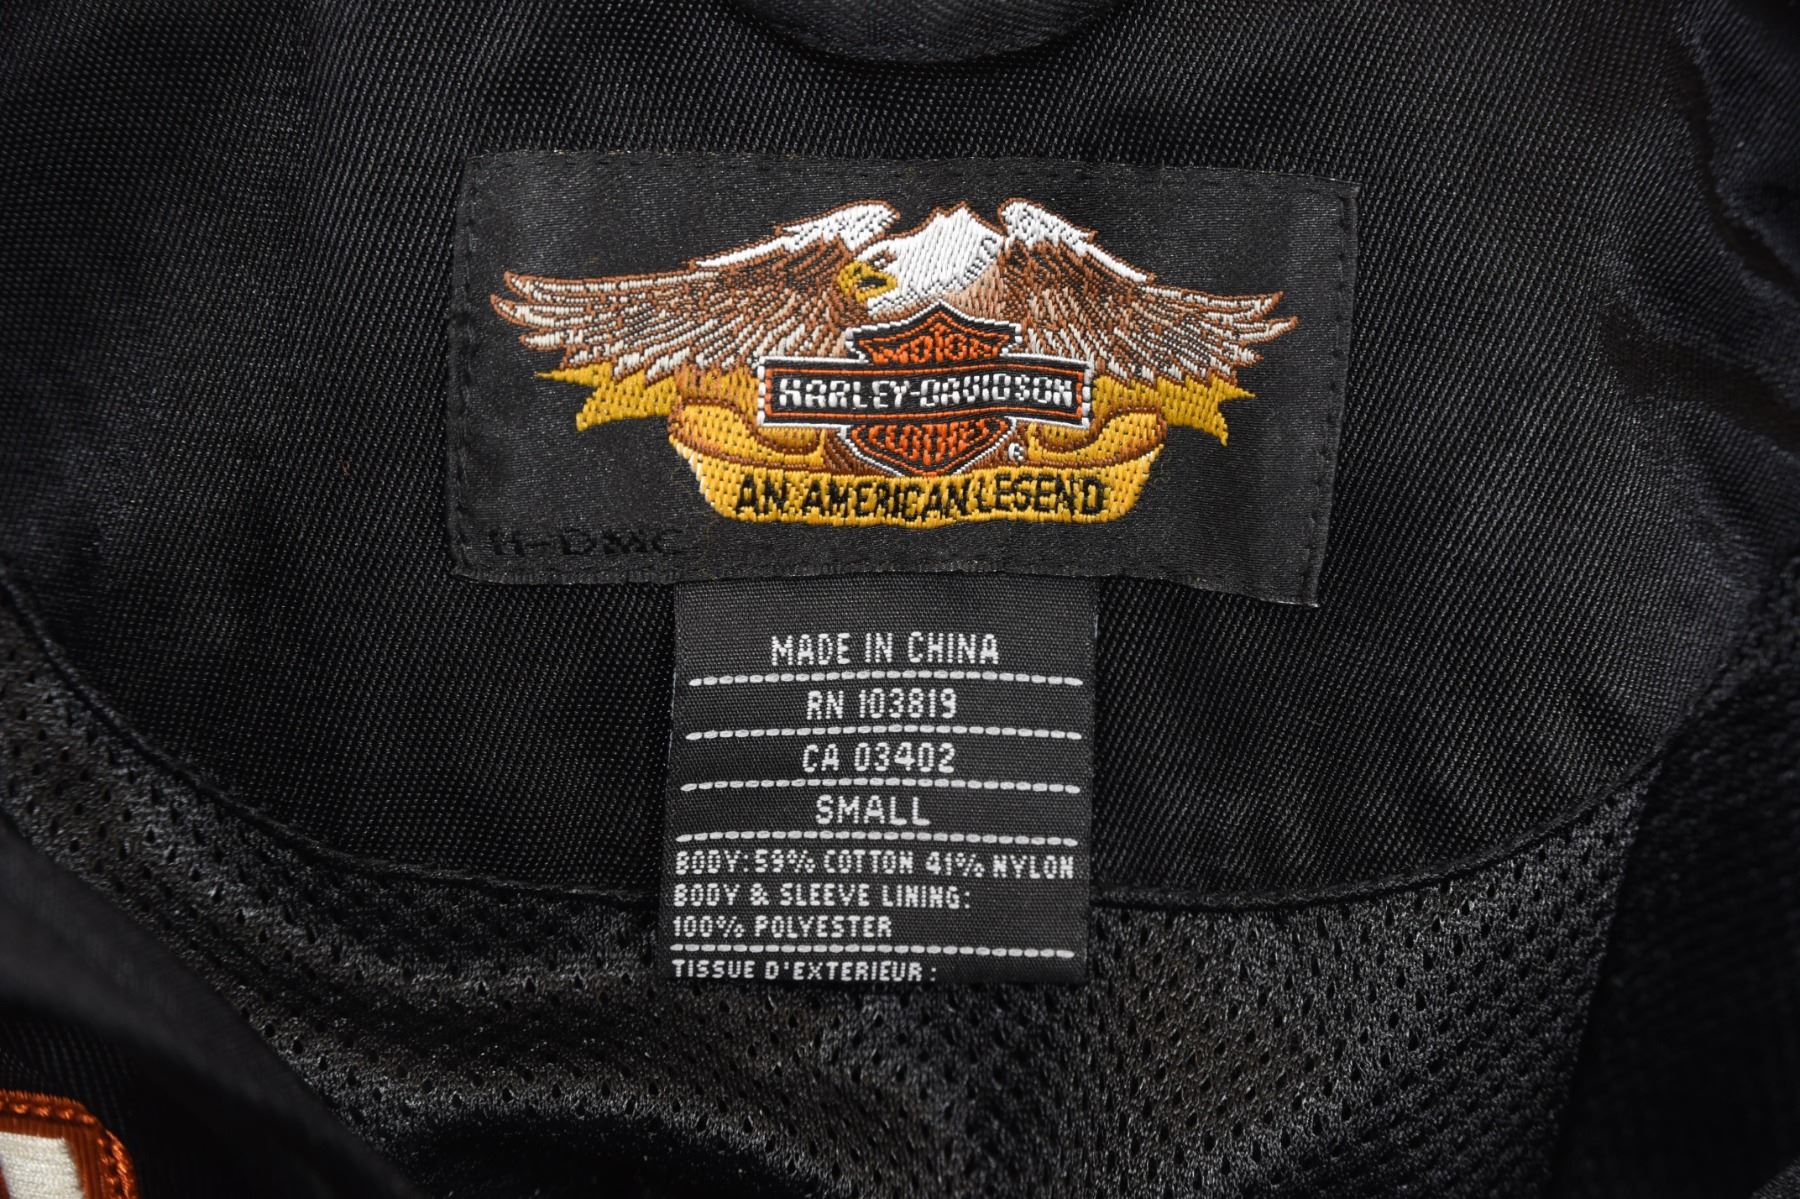 MOTOR
HARLEY-DAVIDSON
CLOTHES
®
AN AMERICAN LEGEND
H-DMC
MADE IN CHINA
RN 103819
CA 03402
SMALL
BODY: 59% COTTON 41% NYLON
BODY & SLEEVE LINING:
100% POLYESTER
TISSUE D'EXTERIEUR :